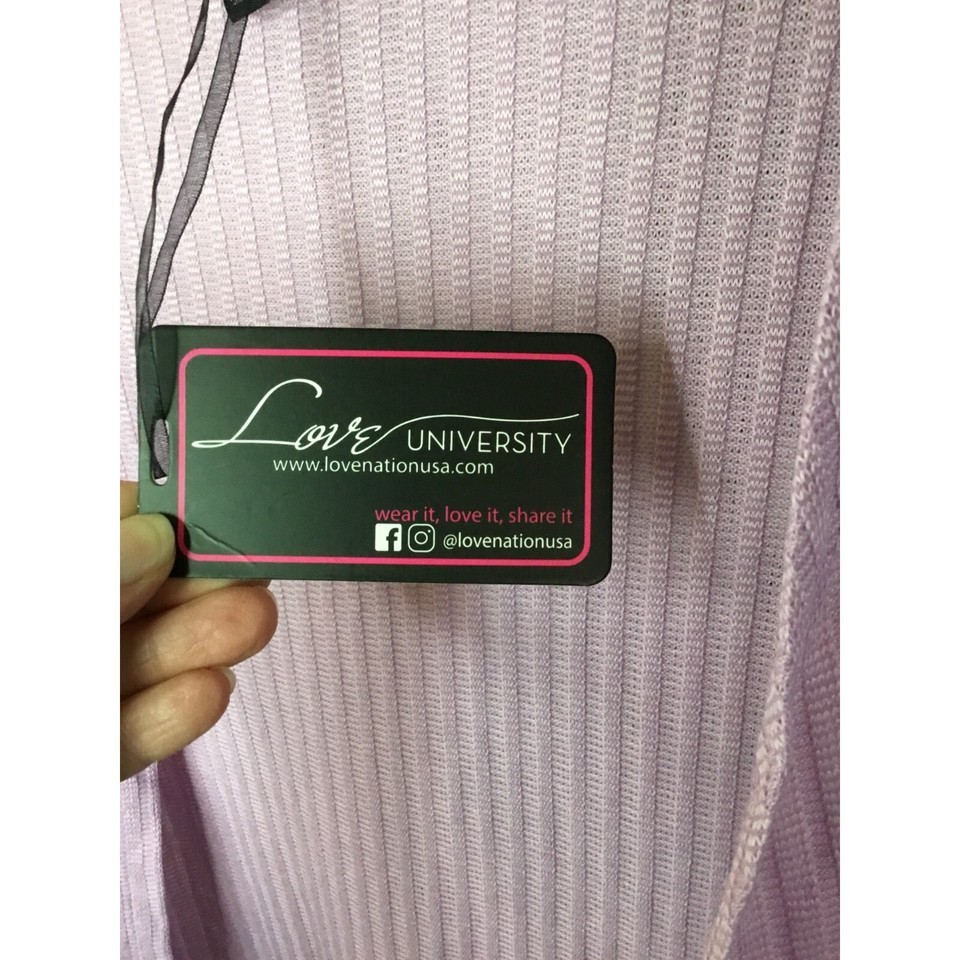 Love UNIVERSITY
www.lovenationusa.com
wear it, love it, share it
@lovenationusa